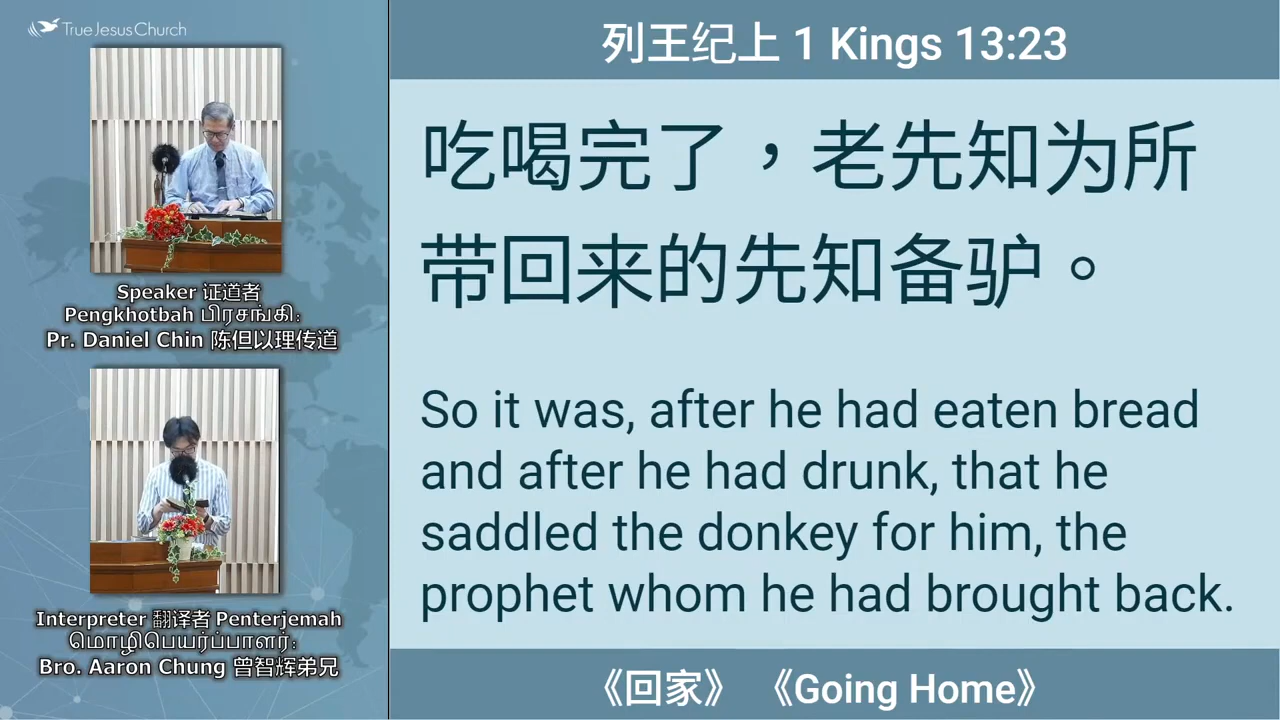 True Jesus Church
Speaker 证道者
Pengkhotbah பிரசங்கி:
Pr. Daniel Chin 陈但以理传道
Interpreter 翻译者 Penterjemah
மொழிபெயர்ப்பாளர்:
Bro. Aaron Chung 曾智辉弟兄
列王纪上 1 Kings 13:23
吃喝完了，老先知为所
带回来的先知备驴。
So it was, after he had eaten bread
and after he had drunk, that he
saddled the donkey for him, the
prophet whom he had brought back.
《回家》 《Going Home》